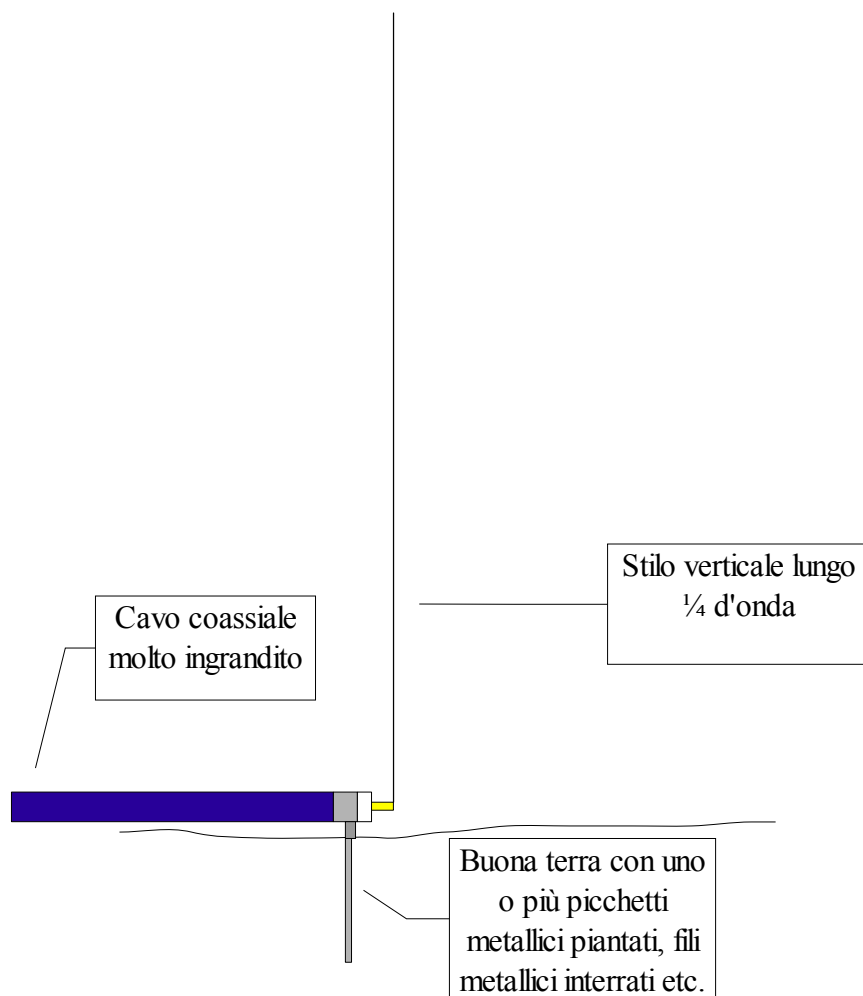 Stilo verticale lungo
¼ d'onda
Cavo coassiale
molto ingrandito
Buona terra con uno
o più picchetti
metallici piantati, fili
metallici interrati etc.